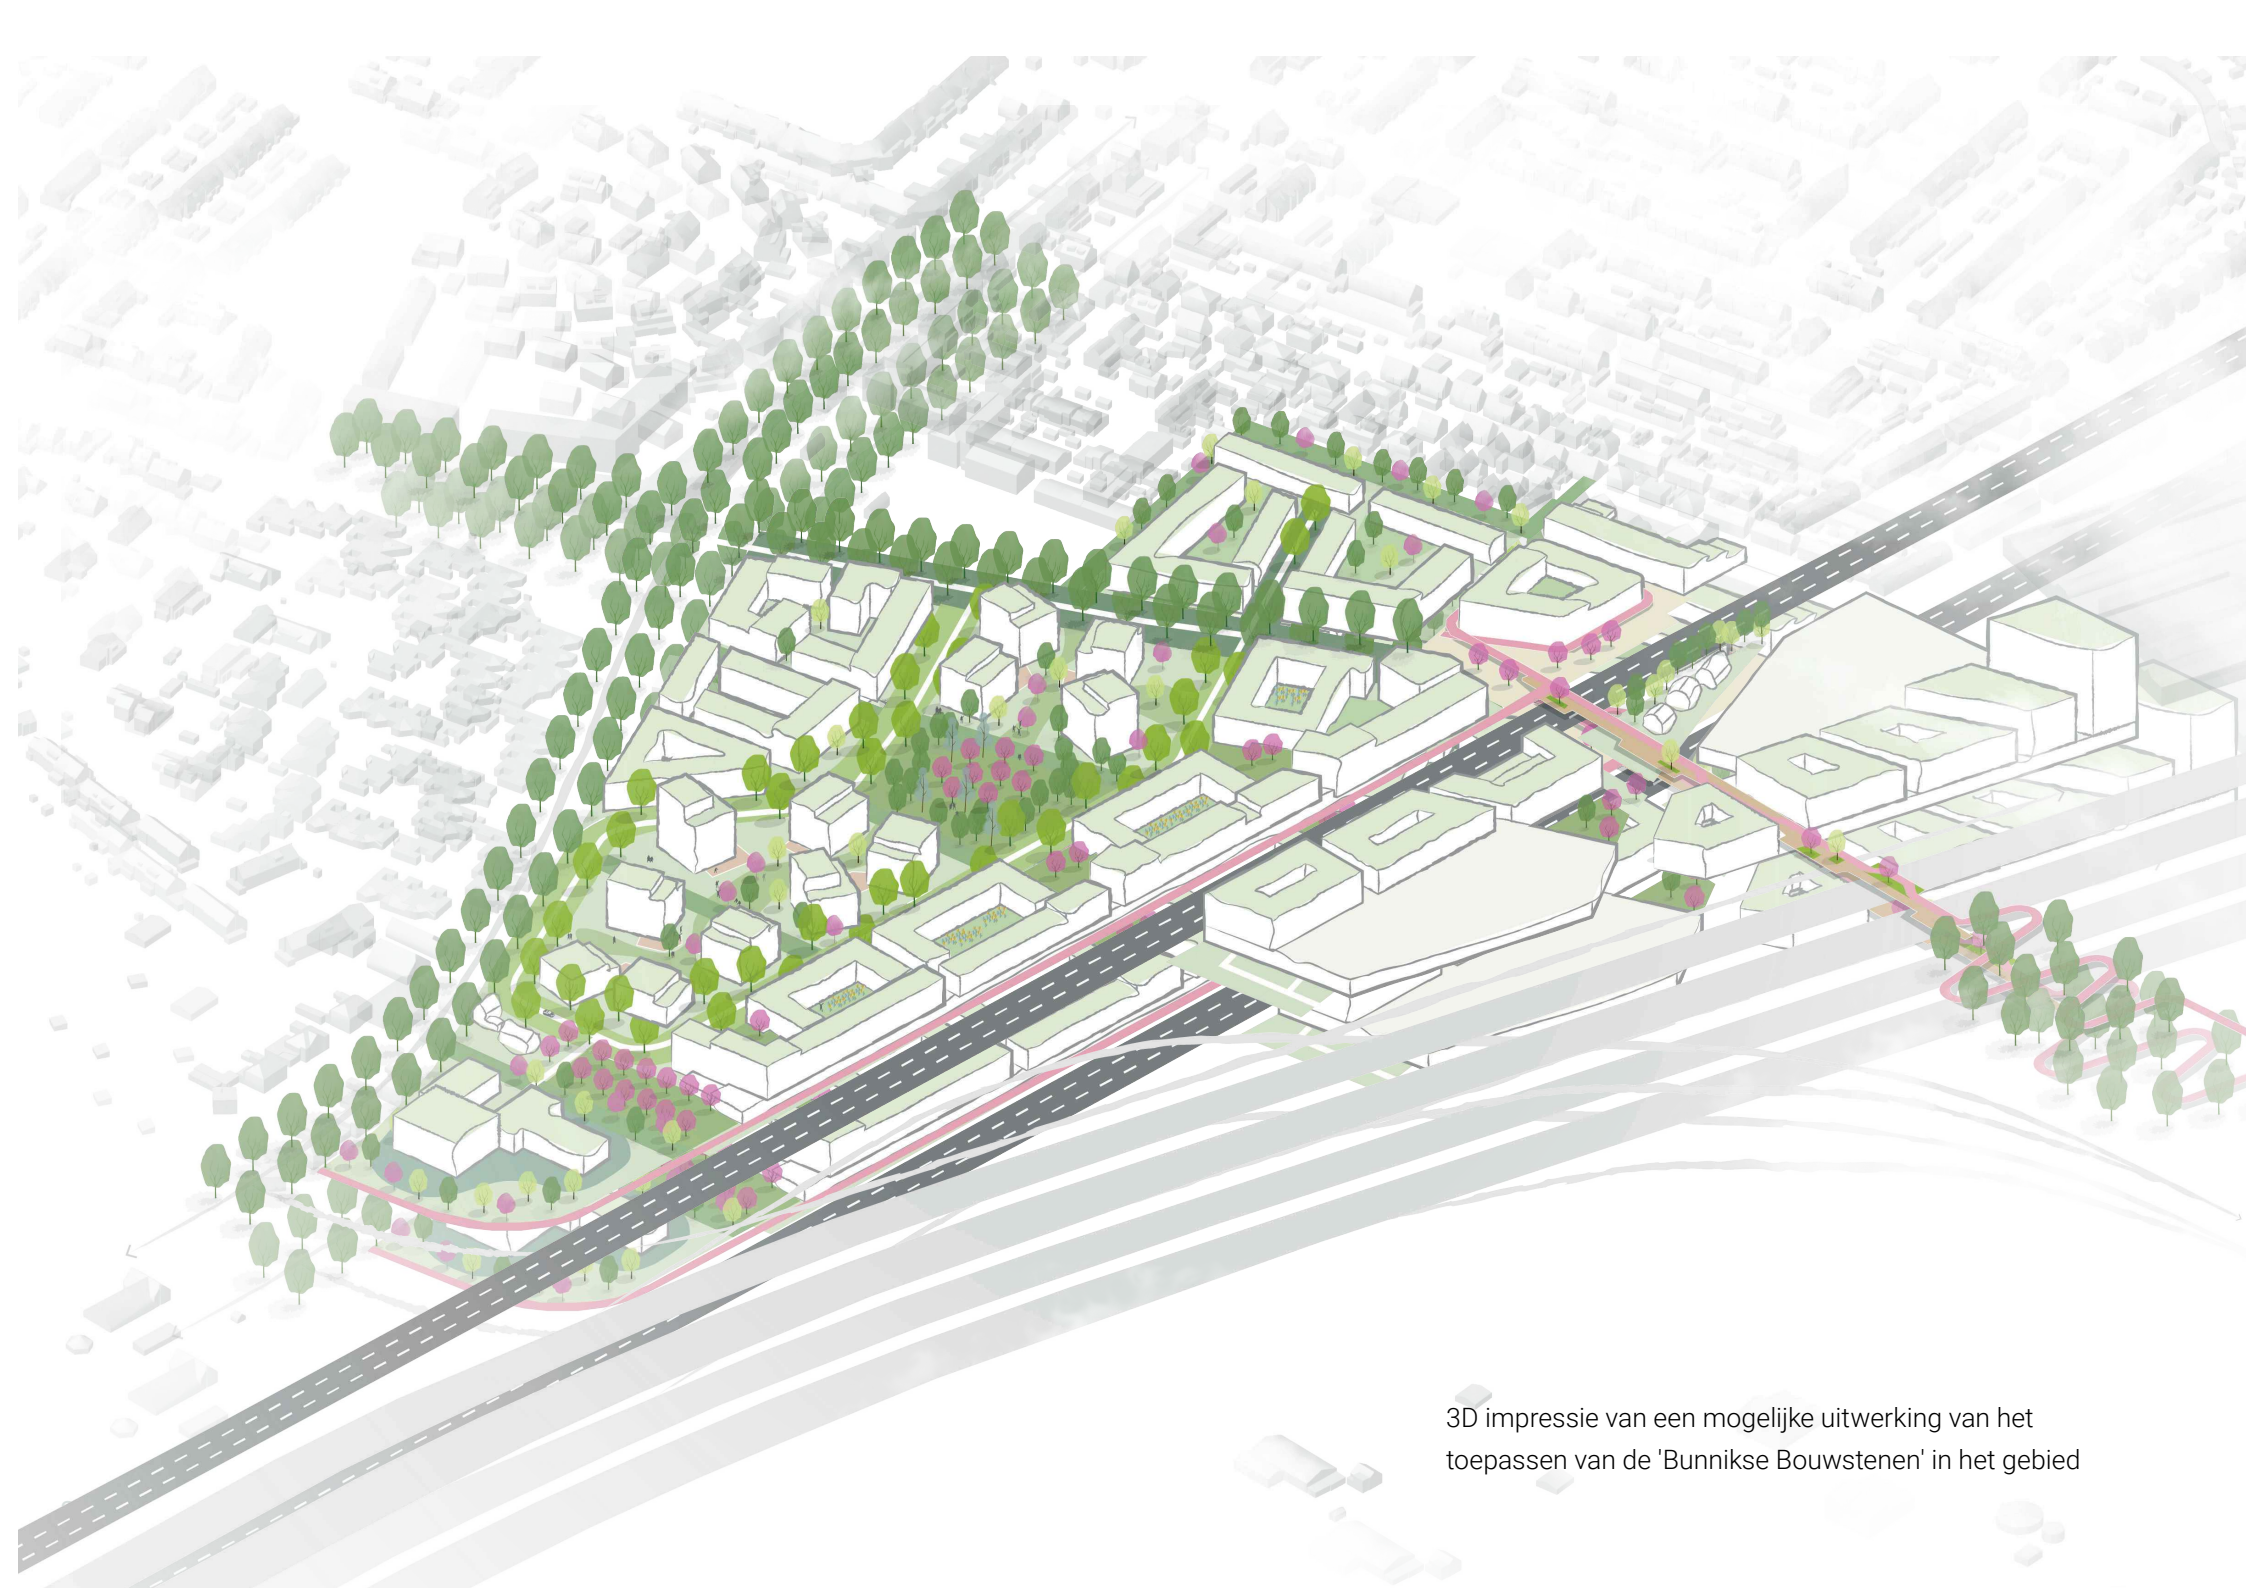 3D impressie van een mogelijke uitwerking van het
toepassen van de 'Bunnikse Bouwstenen' in het gebied